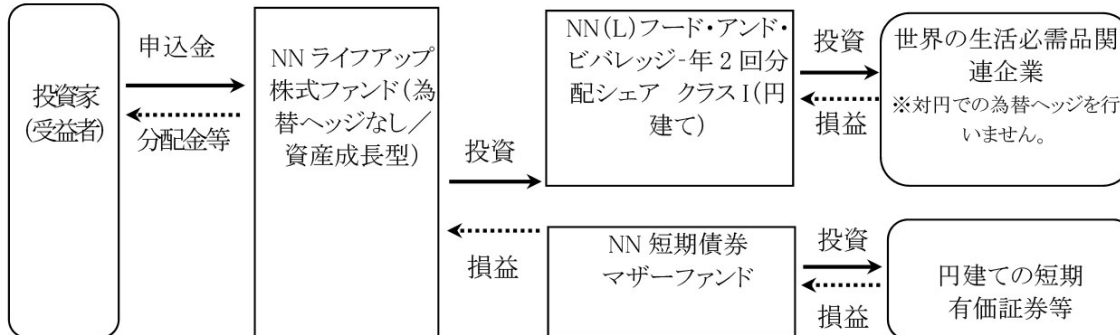 投資家
(受益者)
申込金
分配金等
NN ライフアップ
株式ファンド(為
替ヘッジなし／
資産成長型)
投資
損益
NN(L)フード・アンド・
ビバレッジ‐年 2 回分
配シェア クラス I(円
建て)
投資
損益
世界の生活必需品関
連企業
※対円での為替ヘッジを行
いません。
NN 短期債券
マザーファンド
投資
損益
円建ての短期
有価証券等